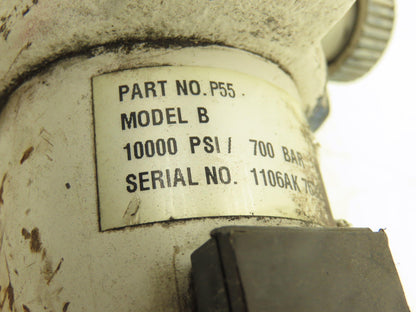 PART NO. P55
MODEL B
10000 PSI / 700 BAR
SERIAL NO. 1106AK